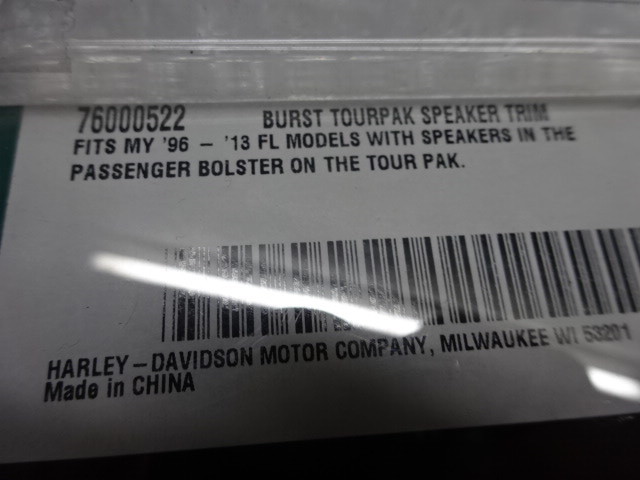 76000522 BURST TOURPAK SPEAKER TRIM
FITS MY '96 – '13 FL MODELS WITH SPEAKERS IN THE
PASSENGER BOLSTER ON THE TOUR PAK.
HARLEY–DAVIDSON MOTOR COMPANY, MILWAUKEE WI 53201
Made in CHINA